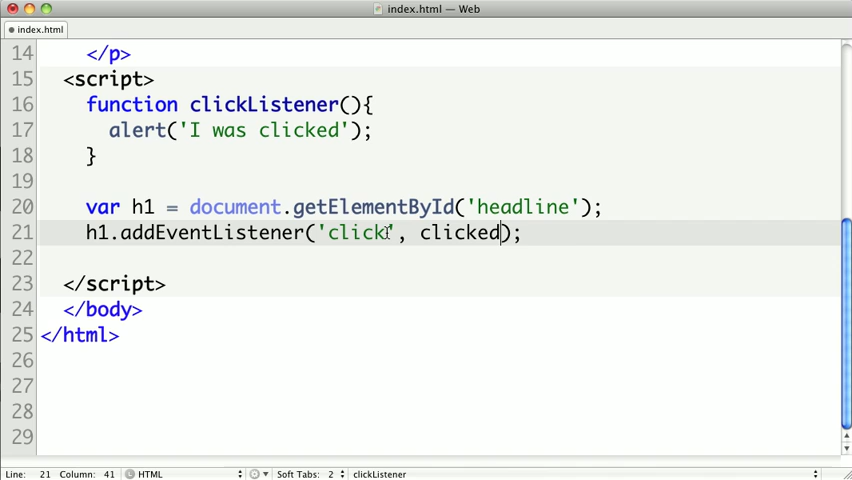 index.html — Web
index.html
14 </p>
15 <script>
16 function clickListener(){
17 alert('I was clicked');
18 }
19
20 var h1 = document.getElementById('headline');
21 h1.addEventListener('click', clicked);
22
23 </script>
24 </body>
25 </html>
26
27
28
29
Line: 21 Column: 41 HTML Soft Tabs: 2 clickListener